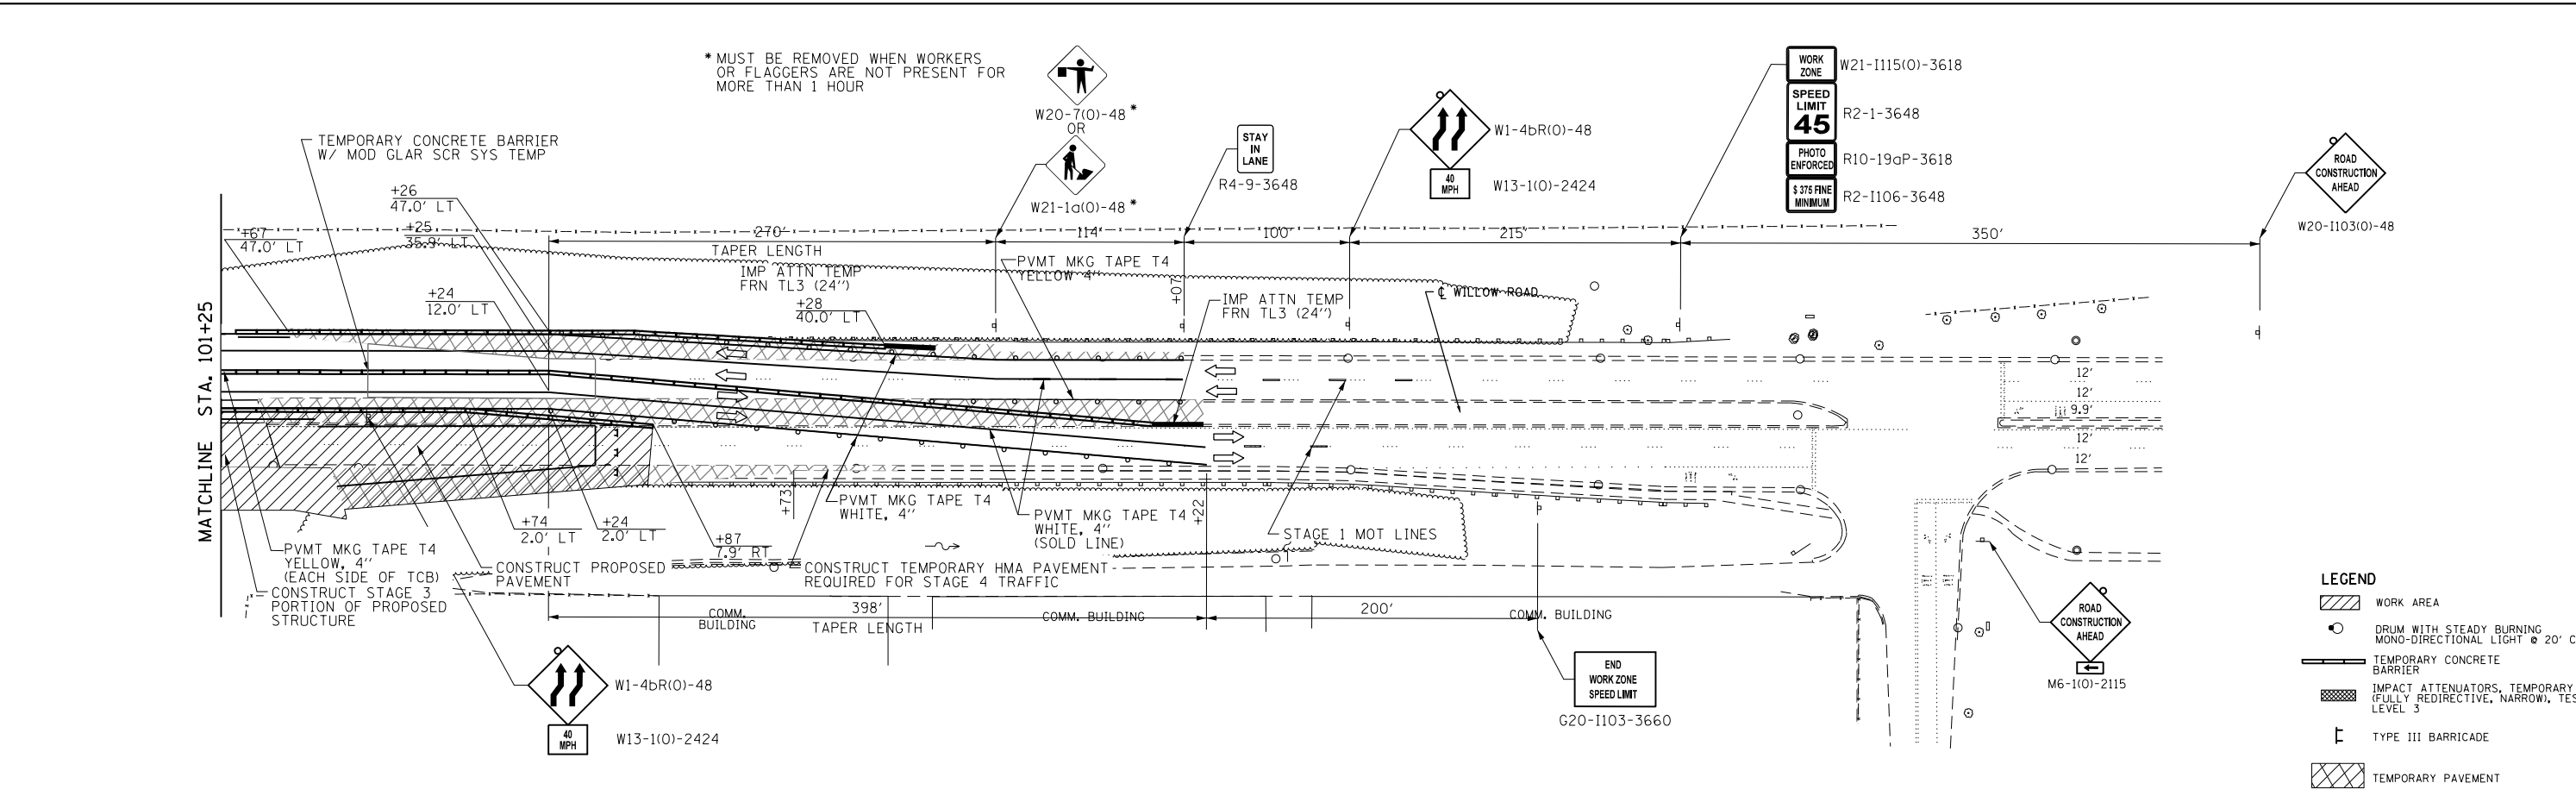 * MUST BE REMOVED WHEN WORKERS
OR FLAGGERS ARE NOT PRESENT FOR
MORE THAN 1 HOUR
W20-7(O)-48 *
OR
W21-1a(O)-48 *
STAY
IN
LANE
R4-9-3648
W1-4bR(O)-48
40
MPH
W13-1(O)-2424
WORK
ZONE
W21-I115(O)-3618
SPEED
LIMIT
45
R2-1-3648
PHOTO
ENFORCED
R10-19aP-3618
$ 375 FINE
MINIMUM
R2-I106-3648
ROAD
CONSTRUCTION
AHEAD
W20-I103(O)-48
TEMPORARY CONCRETE BARRIER
W/ MOD GLAR SCR SYS TEMP
+26
47.0' LT
+25
35.9' LT
+67
47.0' LT
+24
12.0' LT
270'
TAPER LENGTH
114'
100'
215'
350'
IMP ATTN TEMP
FRN TL3 (24'')
+28
40.0' LT
PVMT MKG TAPE T4
YELLOW 4''
+07
IMP ATTN TEMP
FRN TL3 (24'')
℄ WILLOW ROAD
MATCHLINE STA. 101+25
12'
12'
9.9'
12'
12'
+73
PVMT MKG TAPE T4
WHITE, 4''
PVMT MKG TAPE T4
WHITE, 4''
(SOLD LINE)
+22
STAGE 1 MOT LINES
+74
2.0' LT
+24
2.0' LT
+87
7.9' RT
PVMT MKG TAPE T4
YELLOW, 4''
(EACH SIDE OF TCB)
CONSTRUCT STAGE 3
PORTION OF PROPOSED
STRUCTURE
CONSTRUCT PROPOSED
PAVEMENT
CONSTRUCT TEMPORARY HMA PAVEMENT
REQUIRED FOR STAGE 4 TRAFFIC
398'
TAPER LENGTH
200'
COMM.
BUILDING
COMM. BUILDING
COMM. BUILDING
W1-4bR(O)-48
40
MPH
W13-1(O)-2424
END
WORK ZONE
SPEED LIMIT
G20-I103-3660
ROAD
CONSTRUCTION
AHEAD
M6-1(O)-2115
LEGEND
WORK AREA
DRUM WITH STEADY BURNING
MONO-DIRECTIONAL LIGHT @ 20' C
TEMPORARY CONCRETE
BARRIER
IMPACT ATTENUATORS, TEMPORARY
(FULLY REDIRECTIVE, NARROW), TES
LEVEL 3
TYPE III BARRICADE
TEMPORARY PAVEMENT